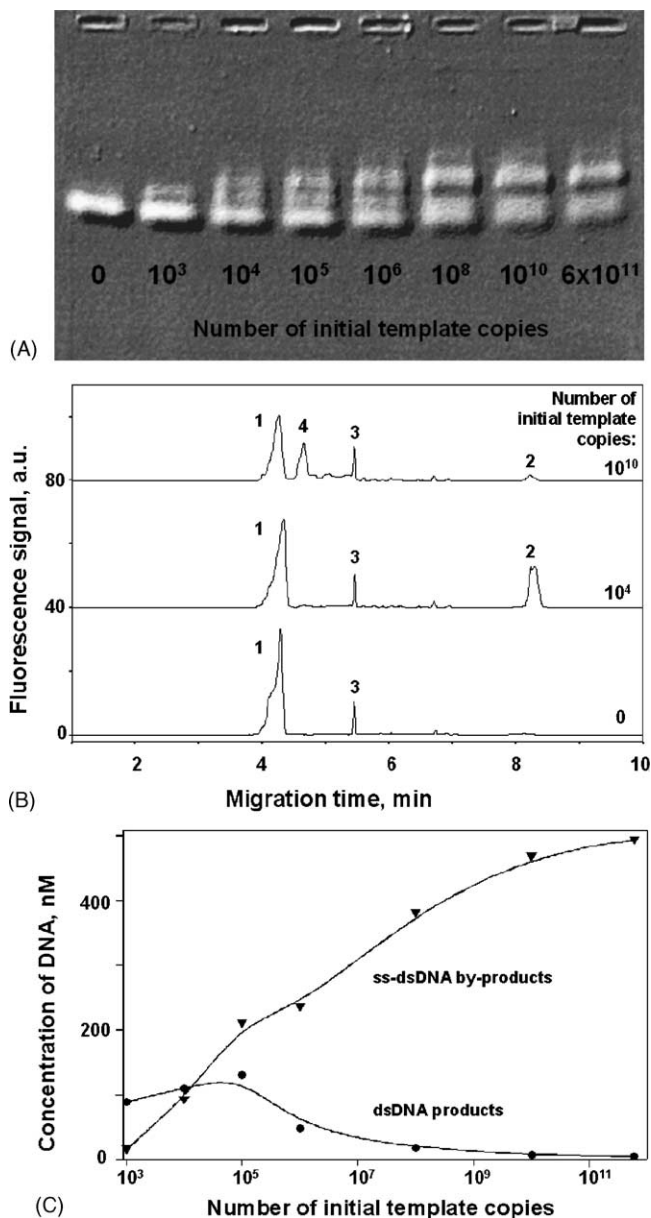 0 10³ 10⁴ 10⁵ 10⁶ 10⁸ 10¹⁰ 6x10¹¹
Number of initial template copies
(A)
Number of
initial template
copies:
1 4 3 2 10¹⁰
80
1 3 2
10⁴
40
1 3
0
0
2 4 6 8 10
Fluorescence signal, a.u.
Migration time, min
(B)
Concentration of DNA, nM
400
200
0
ss-dsDNA by-products
dsDNA products
10³ 10⁵ 10⁷ 10⁹ 10¹¹
Number of initial template copies
(C)